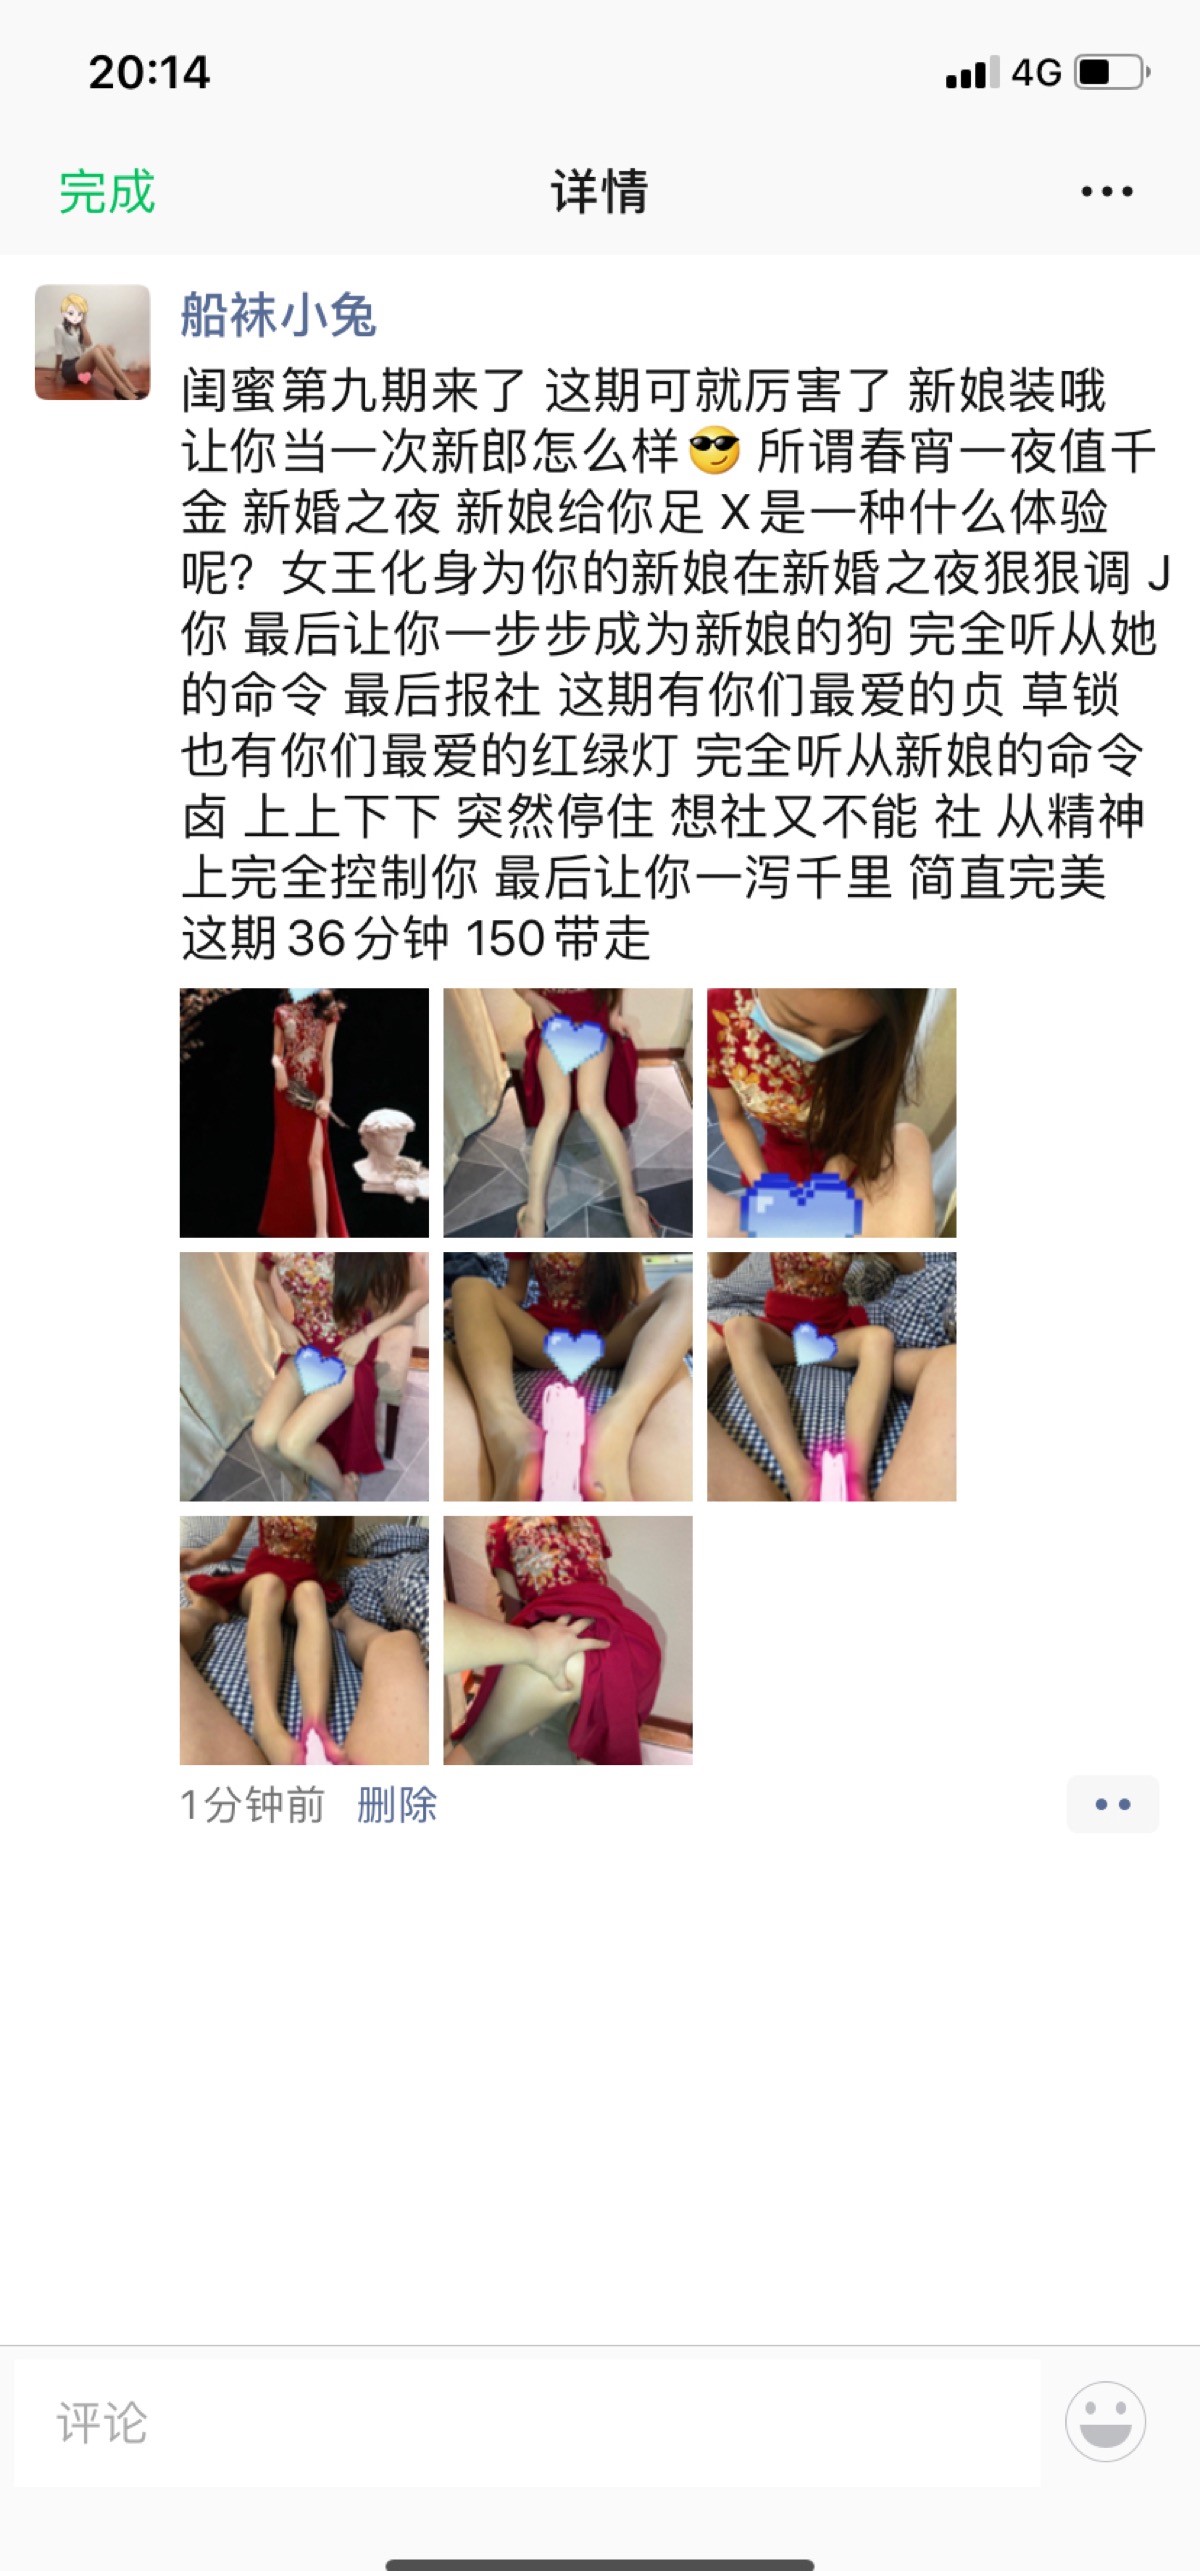 20:14
4G
完成
详情
船袜小兔
闺蜜第九期来了 这期可就厉害了 新娘装哦
让你当一次新郎怎么样😎 所谓春宵一夜值千
金 新婚之夜 新娘给你足 X是一种什么体验
呢？女王化身为你的新娘在新婚之夜狠狠调 J
你 最后让你一步步成为新娘的狗 完全听从她
的命令 最后报社 这期有你们最爱的贞 草锁
也有你们最爱的红绿灯 完全听从新娘的命令
卤 上上下下 突然停住 想社又不能 社 从精神
上完全控制你 最后让你一泻千里 简直完美
这期36分钟 150带走
1分钟前 删除
评论